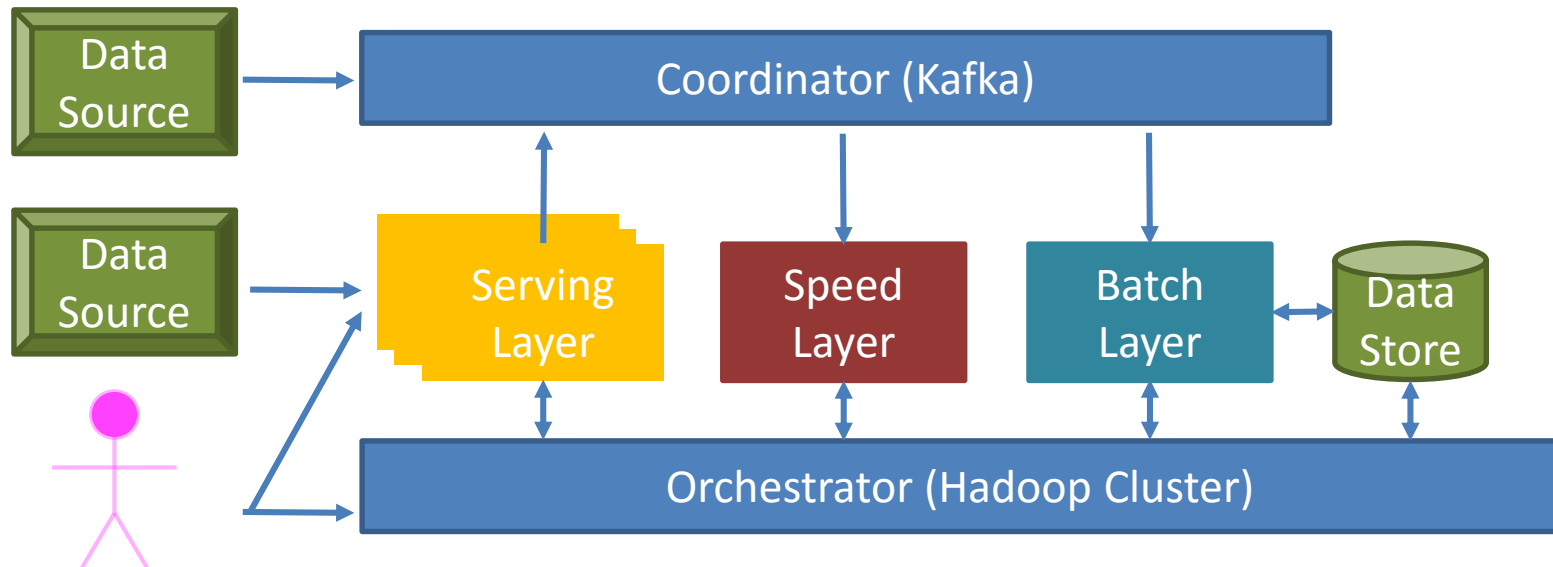 Data
Source
Coordinator (Kafka)
Data
Source
Serving
Layer
Speed
Layer
Batch
Layer
Data
Store
Orchestrator (Hadoop Cluster)